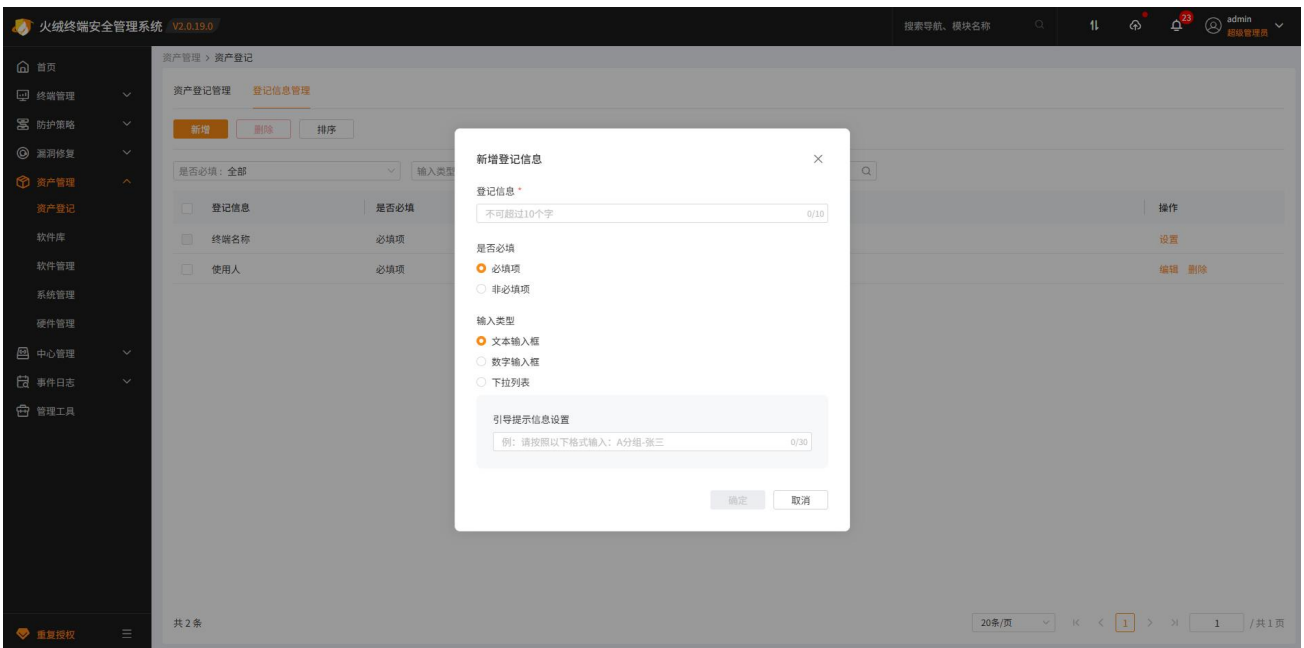 火绒终端安全管理系统 V2.0.19.0
搜索导航、模块名称
23
admin
超级管理员
首页
终端管理
防护策略
漏洞修复
资产管理
资产登记
软件库
软件管理
系统管理
硬件管理
中心管理
事件日志
管理工具
重复授权
资产管理 > 资产登记
资产登记管理 登记信息管理
新增 删除 排序
是否必填: 全部 输入类型
登记信息 是否必填 操作
终端名称 必填项 设置
使用人 必填项 编辑 删除
新增登记信息
登记信息 *
不可超过10个字 0/10
是否必填
必填项
非必填项
输入类型
文本输入框
数字输入框
下拉列表
引导提示信息设置
例: 请按照以下格式输入: A分组-张三 0/30
确定 取消
共 2 条 20条/页 1 1 / 共 1 页